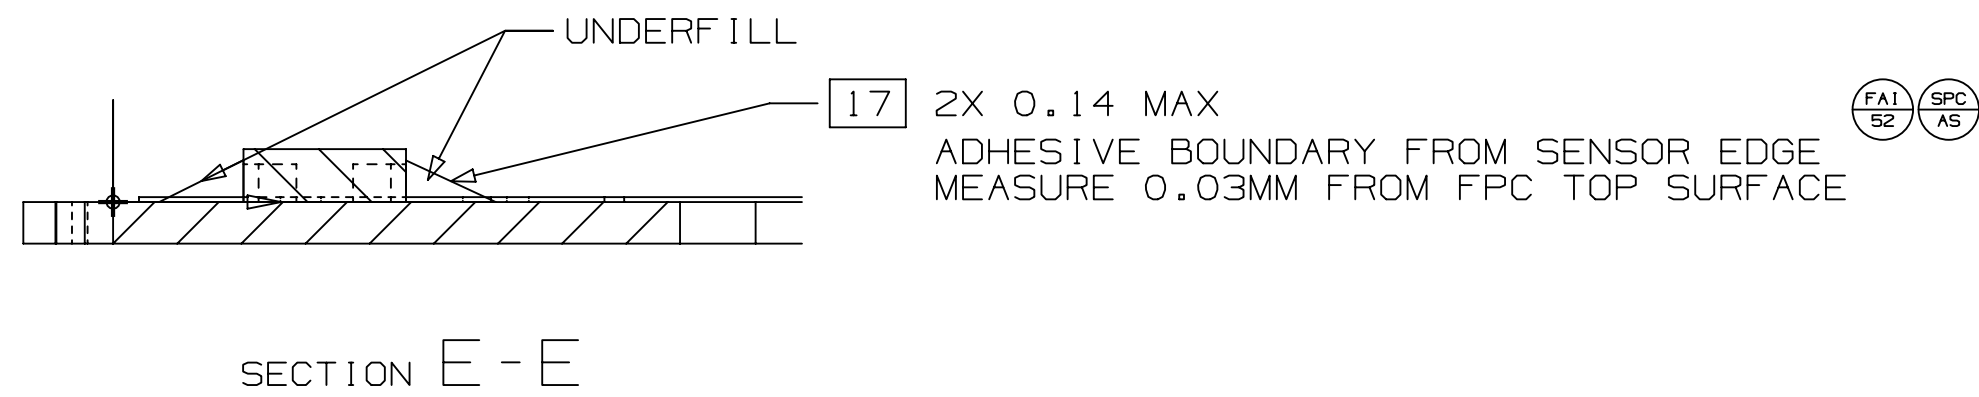 UNDERFILL
17 2X 0.14 MAX
FAI 52
SPC AS
ADHESIVE BOUNDARY FROM SENSOR EDGE
MEASURE 0.03MM FROM FPC TOP SURFACE
SECTION E-E